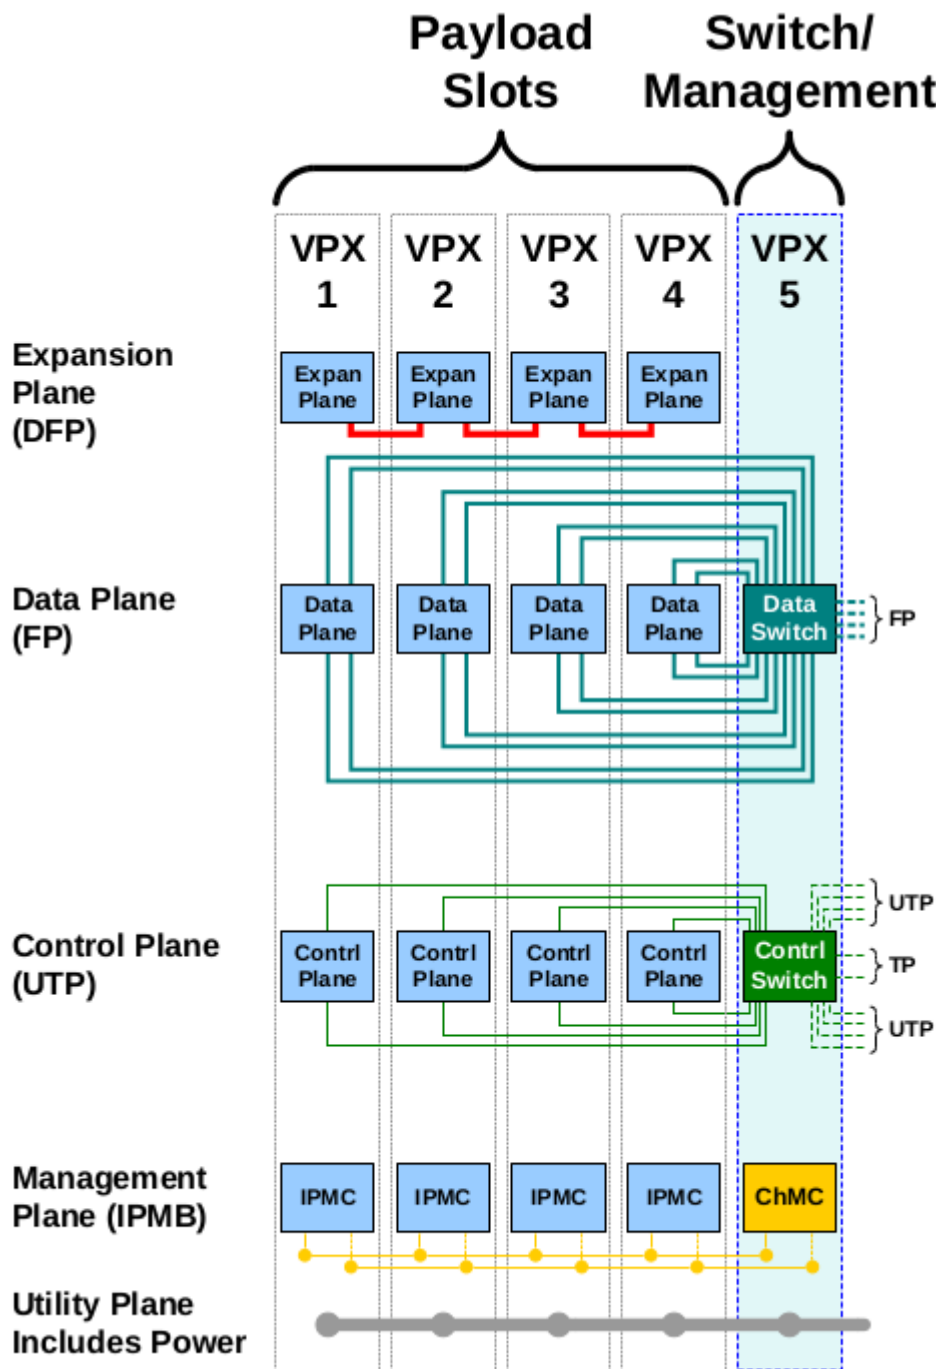 Payload
Slots
Switch/
Management
VPX
1
VPX
2
VPX
3
VPX
4
VPX
5
Expansion
Plane
(DFP)
Expan
Plane
Expan
Plane
Expan
Plane
Expan
Plane
Data Plane
(FP)
Data
Plane
Data
Plane
Data
Plane
Data
Plane
Data
Switch
FP
Control Plane
(UTP)
Contrl
Plane
Contrl
Plane
Contrl
Plane
Contrl
Plane
Contrl
Switch
UTP
TP
UTP
Management
Plane (IPMB)
IPMC
IPMC
IPMC
IPMC
ChMC
Utility Plane
Includes Power